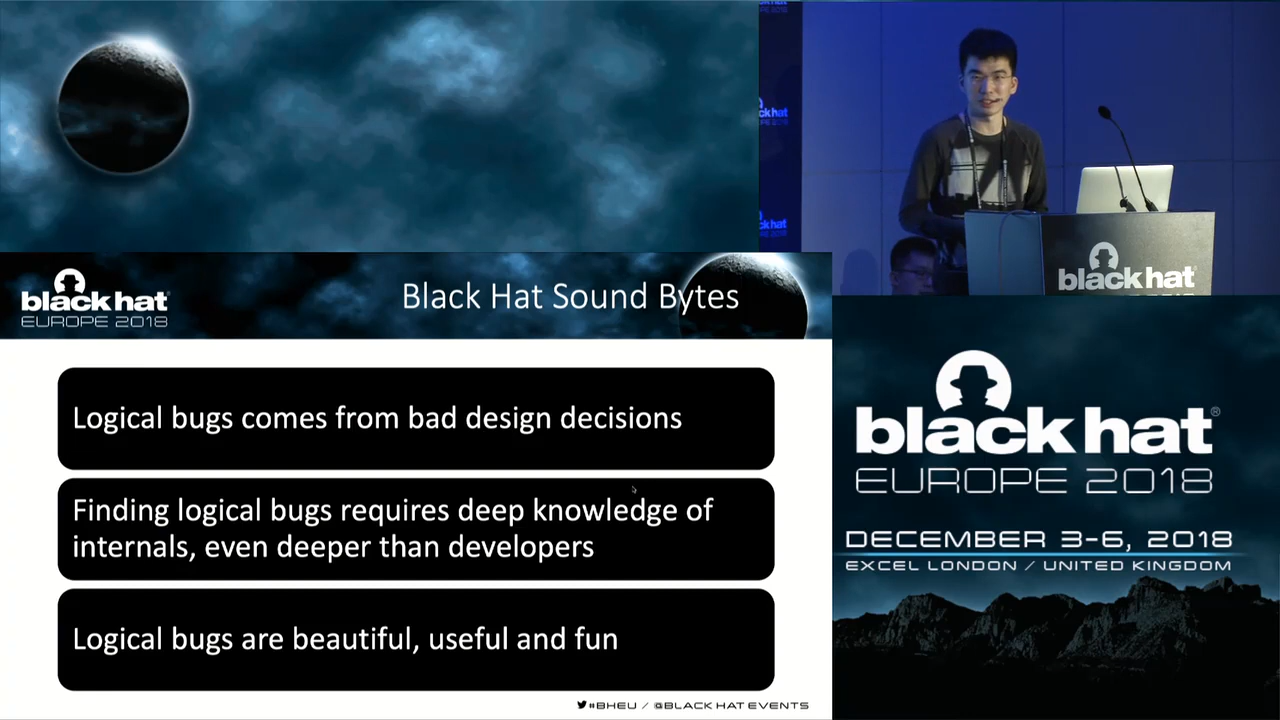 ck hat
black hat
black hat
EUROPE 2018
Black Hat Sound Bytes
Logical bugs comes from bad design decisions
Finding logical bugs requires deep knowledge of
internals, even deeper than developers
Logical bugs are beautiful, useful and fun
#BHEU / @BLACK HAT EVENTS
black hat®
EUROPE 2018
DECEMBER 3-6, 2018
EXCEL LONDON / UNITED KINGDOM